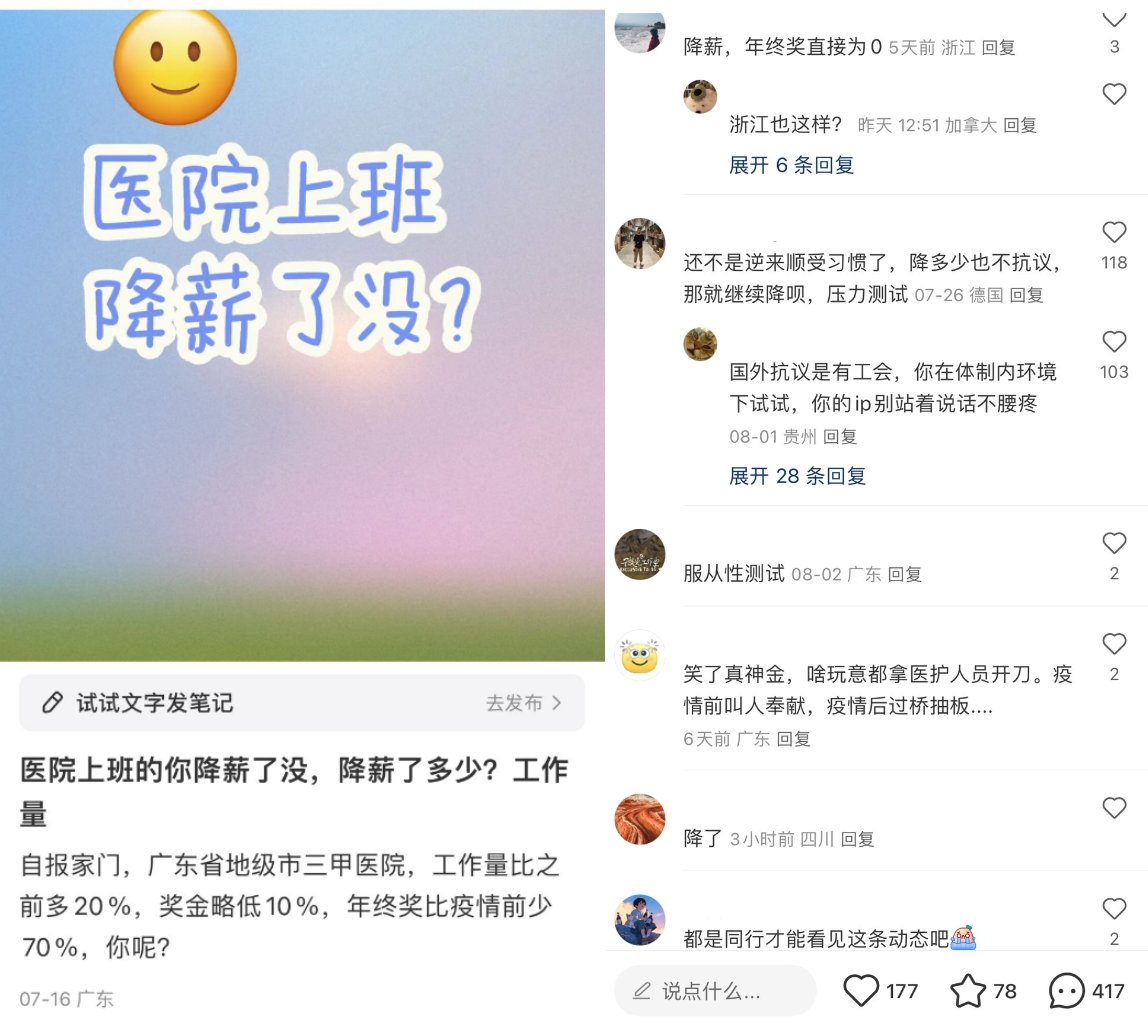 医院上班
降薪了没?
试试文字发笔记
去发布 >
医院上班的你降薪了没，降薪了多少？工作
量
自报家门，广东省地级市三甲医院，工作量比之
前多20%，奖金略低10%，年终奖比疫情前少
70%，你呢?
07-16 广东
降薪，年终奖直接为0 5天前 浙江 回复
3
浙江也这样? 昨天 12:51 加拿大 回复
展开 6 条回复
还不是逆来顺受习惯了，降多少也不抗议，
118
那就继续降呗，压力测试 07-26 德国 回复
国外抗议是有工会，你在体制内环境
103
下试试，你的ip别站着说话不腰疼
08-01 贵州 回复
展开 28 条回复
服从性测试 08-02 广东 回复
2
笑了真神金，啥玩意都拿医护人员开刀。疫
2
情前叫人奉献，疫情后过桥抽板....
6天前 广东 回复
降了 3小时前 四川 回复
都是同行才能看见这条动态吧
2
说点什么...
177
78
417